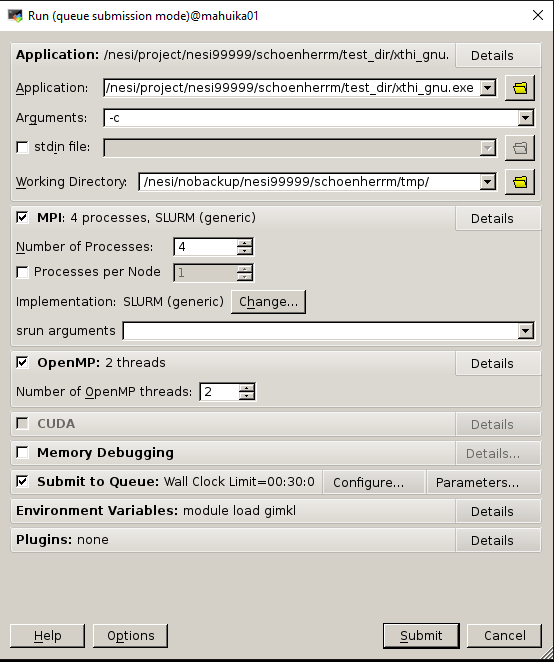 Run (queue submission mode)@mahuika01
Application: /nesi/project/nesi99999/schoenherrm/test_dir/xthi_gnu. Details
Application: /nesi/project/nesi99999/schoenherrm/test_dir/xthi_gnu.exe
Arguments: -c
stdin file:
Working Directory: /nesi/nobackup/nesi99999/schoenherrm/tmp/
MPI: 4 processes, SLURM (generic) Details
Number of Processes: 4
Processes per Node 1
Implementation: SLURM (generic) Change...
srun arguments
OpenMP: 2 threads Details
Number of OpenMP threads: 2
CUDA Details
Memory Debugging Details...
Submit to Queue: Wall Clock Limit=00:30:0 Configure... Parameters...
Environment Variables: module load gimkl Details
Plugins: none Details
Help Options Submit Cancel